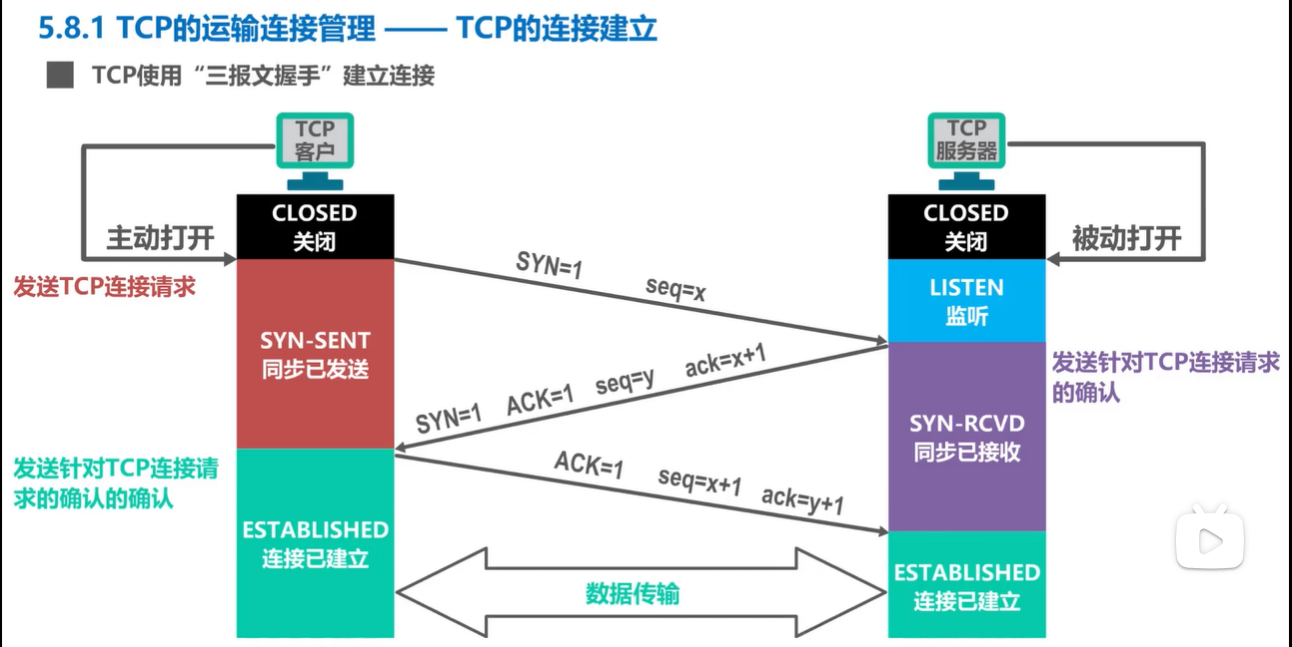 5.8.1 TCP的运输连接管理 —— TCP的连接建立
TCP使用“三报文握手”建立连接
TCP
客户
TCP
服务器
CLOSED
关闭
CLOSED
关闭
主动打开
被动打开
发送TCP连接请求
SYN=1 seq=x
LISTEN
监听
SYN-SENT
同步已发送
发送针对TCP连接请求
的确认
SYN=1 ACK=1 seq=y ack=x+1
SYN-RCVD
同步已接收
发送针对TCP连接请
求的确认的确认
ACK=1 seq=x+1 ack=y+1
ESTABLISHED
连接已建立
ESTABLISHED
连接已建立
数据传输